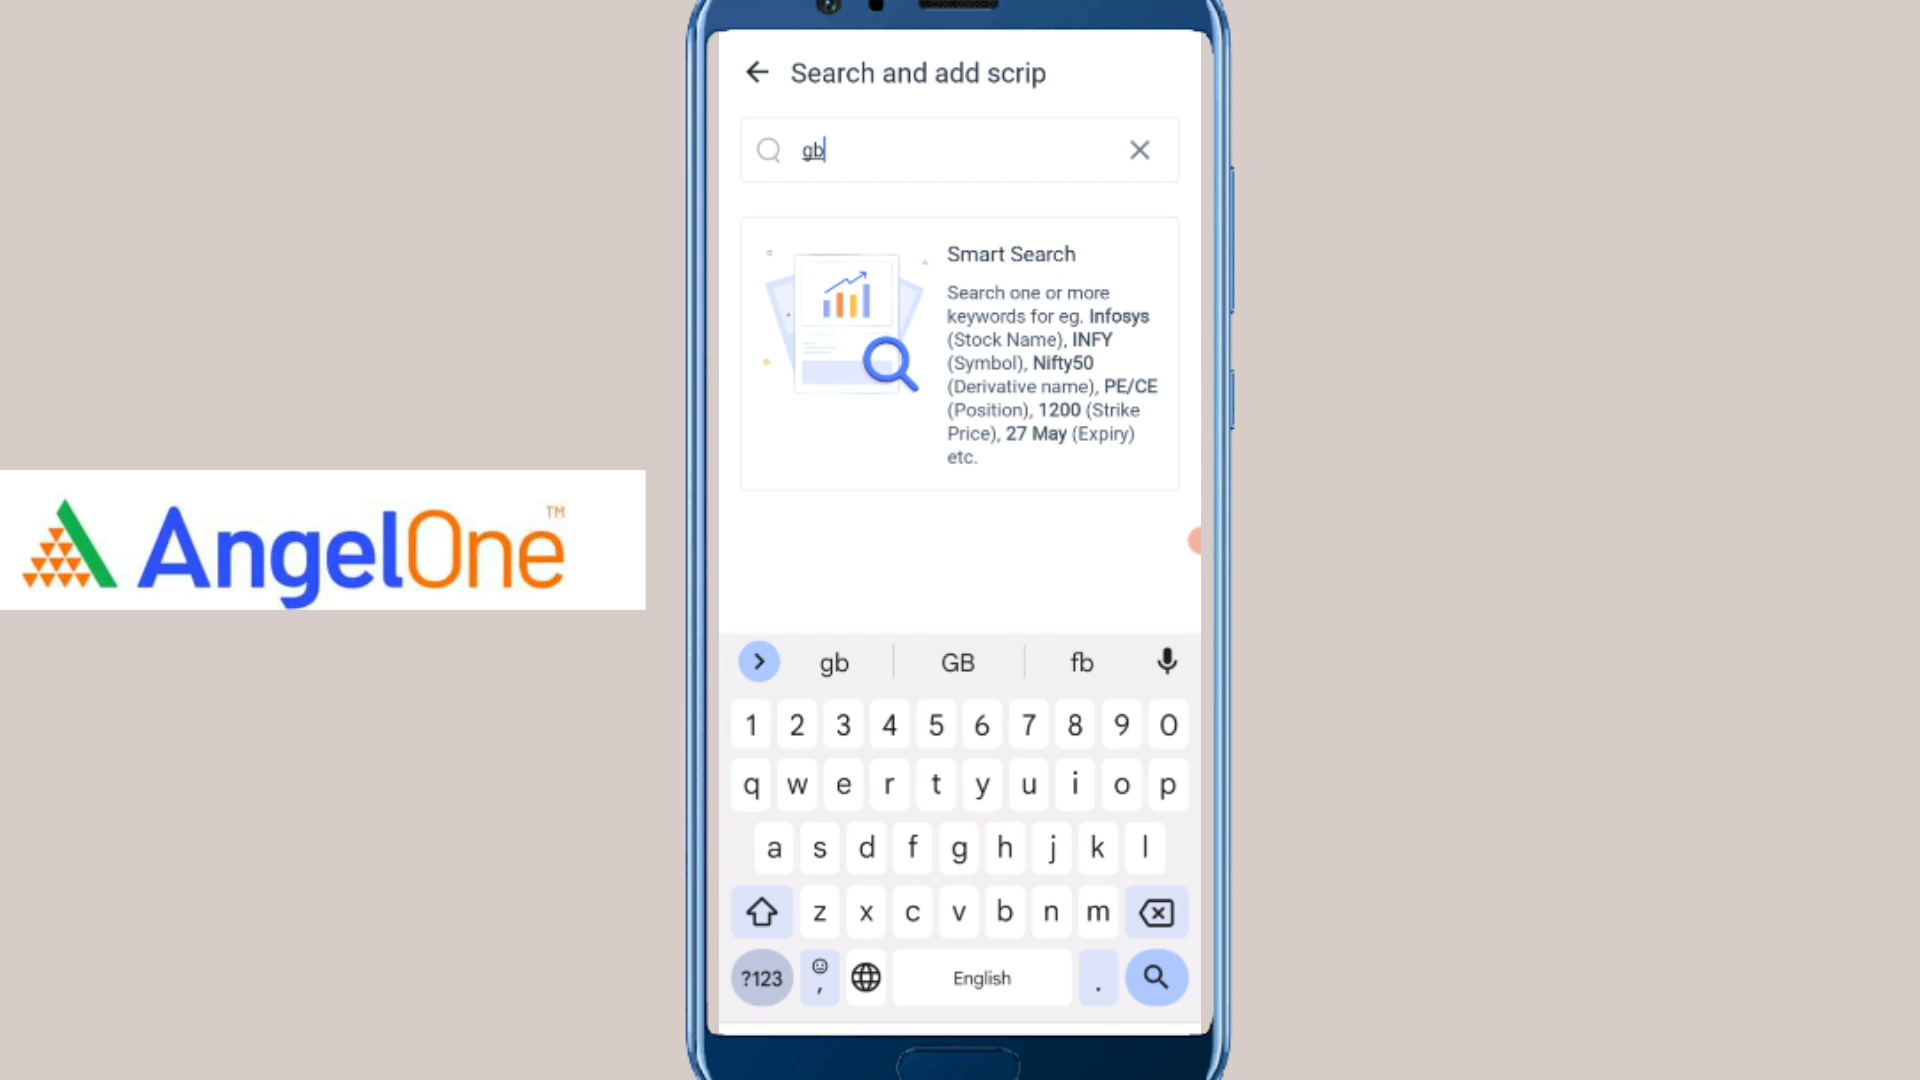 Search and add scrip
gb
Smart Search
Search one or more
keywords for eg. Infosys
(Stock Name), INFY
(Symbol), Nifty50
(Derivative name), PE/CE
(Position), 1200 (Strike
Price), 27 May (Expiry)
etc.
AngelOne™
gb GB fb
1 2 3 4 5 6 7 8 9 0
q w e r t y u i o p
a s d f g h j k l
z x c v b n m
?123 , English .